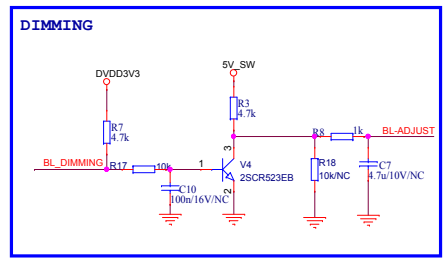 DIMMING
DVDD3V3
5V_SW
R7
4.7k
R3
4.7k
BL_DIMMING
R17
10k
1
3
2
V4
2SCR523EB
C10
100n/16V/NC
R8
1k
BL-ADJUST
R18
10k/NC
C7
4.7u/10V/NC